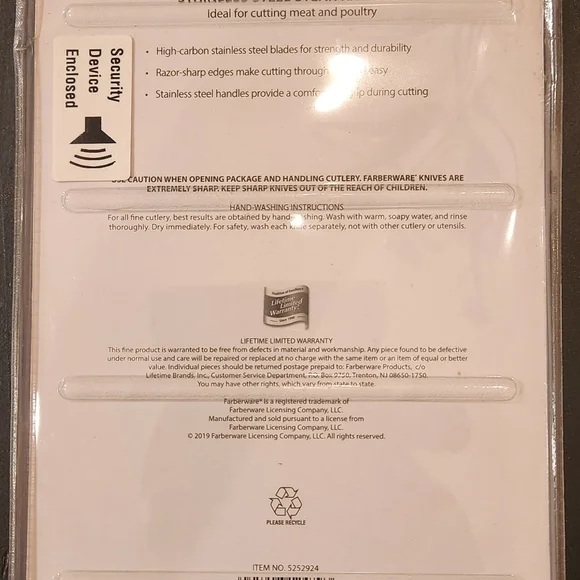 Ideal for cutting meat and poultry
Security
Device
Enclosed
• High-carbon stainless steel blades for strength and durability
• Razor-sharp edges make cutting through easy
• Stainless steel handles provide a during cutting
USE CAUTION WHEN OPENING PACKAGE AND HANDLING CUTLERY. FARBERWARE® KNIVES ARE
EXTREMELY SHARP. KEEP SHARP KNIVES OUT OF THE REACH OF CHILDREN.
HAND-WASHING INSTRUCTIONS
For all fine cutlery, best results are obtained by hand-washing. Wash with warm, soapy water, and rinse
thoroughly. Dry immediately. For safety, wash each knife separately, not with other cutlery or utensils.
Lifetime
Limited
Warranty
LIFETIME LIMITED WARRANTY
This fine product is warranted to be free from defects in material and workmanship. Any piece found to be defective
under normal use and care will be repaired or replaced at no charge with the same item or an item of equal or better
value. Individual pieces should be returned postage prepaid to: Farberware Products, c/o
Lifetime Brands, Inc., Customer Service Department, P.O. Box 9750, Trenton, NJ 08650-1750.
You may have other rights, which vary from state to state.
Farberware® is a registered trademark of
Farberware Licensing Company, LLC.
Manufactured and sold pursuant to a license from
Farberware Licensing Company, LLC.
© 2019 Farberware Licensing Company, LLC. All rights reserved.
PLEASE RECYCLE
ITEM NO. 5252924